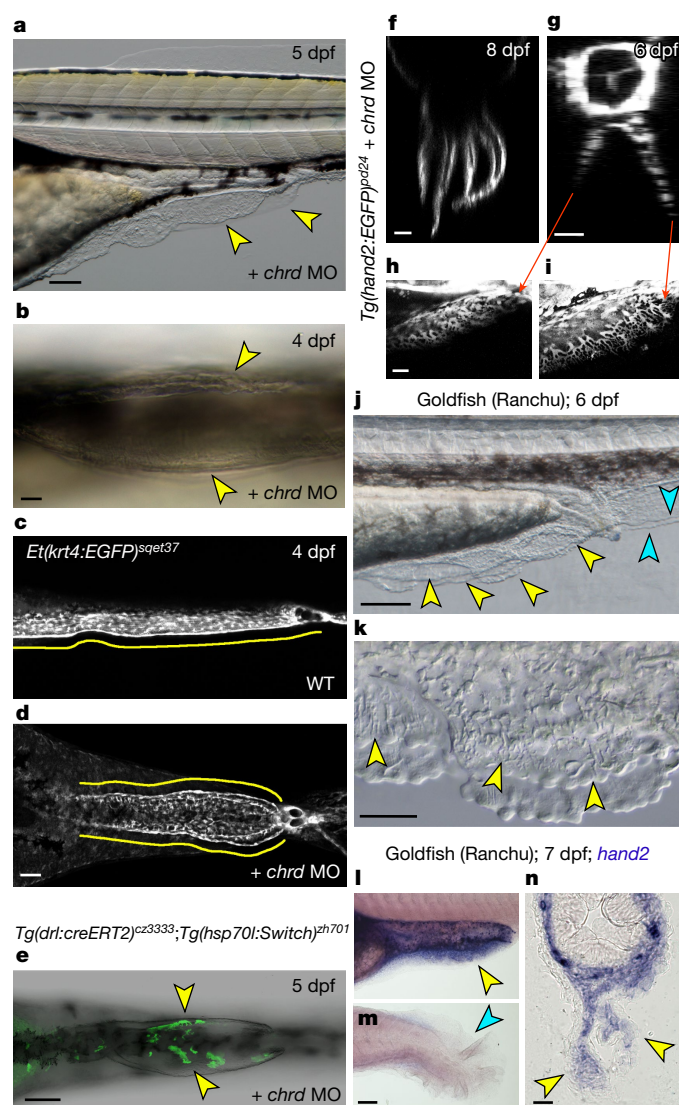 a
5 dpf
+ chrd MO
b
4 dpf
+ chrd MO
c
Et(krt4:EGFP)sqet37
4 dpf
WT
d
+ chrd MO
Tg(drl:creERT2)cz3333;Tg(hsp70l:Switch)zh701
e
5 dpf
+ chrd MO
Tg(hand2:EGFP)pd24 + chrd MO
f
8 dpf
g
6 dpf
h
i
j
Goldfish (Ranchu); 6 dpf
k
Goldfish (Ranchu); 7 dpf; hand2
l
m
n